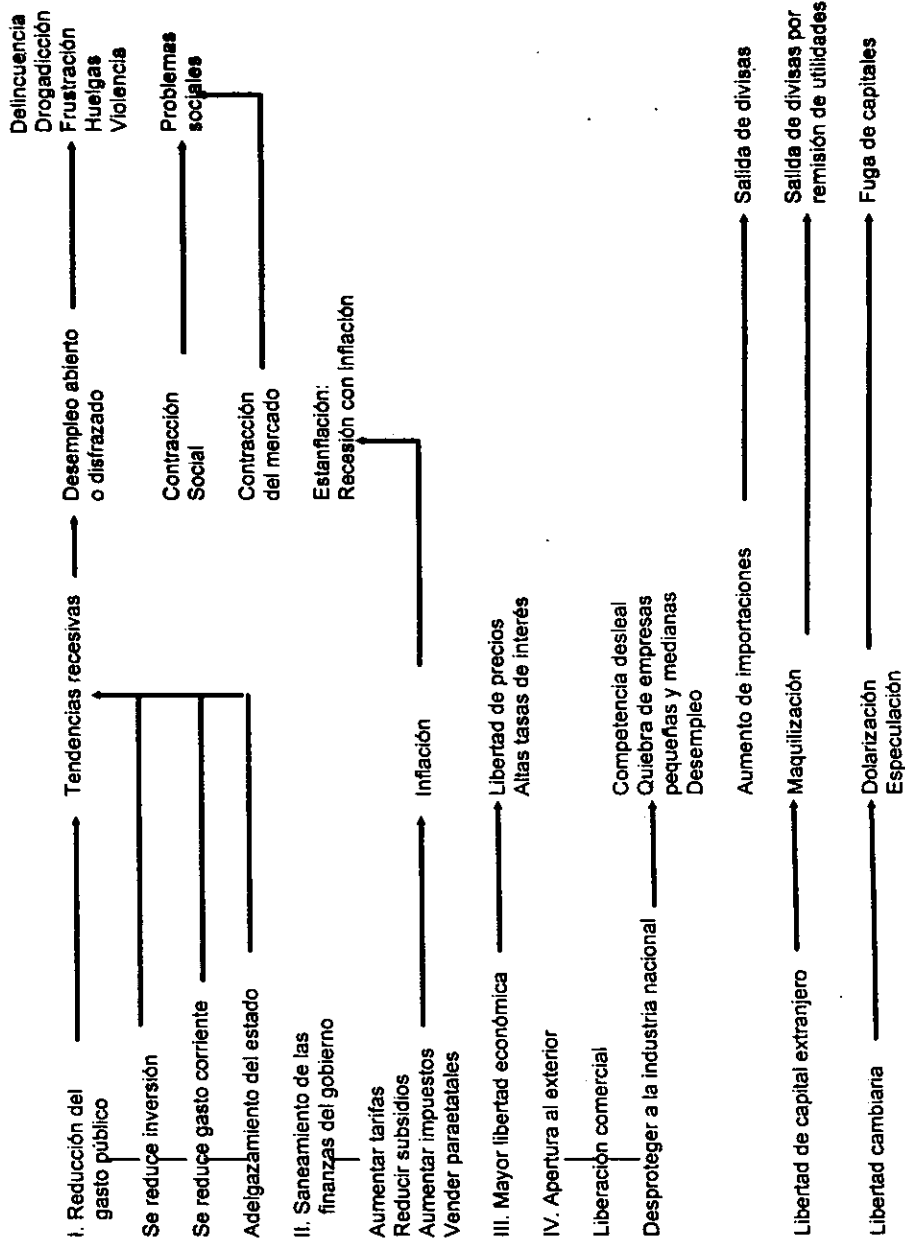 I. Reducción del
gasto público
Tendencias recesivas
Desempleo abierto
o disfrazado
Delincuencia
Drogadicción
Frustración
Huelgas
Violencia
Se reduce inversión
Contracción
Social
Problemas
sociales
Se reduce gasto corriente
Adelgazamiento del estado
Contracción
del mercado
II. Saneamiento de las
finanzas del gobierno
Estanflación:
Recesión con inflación
Aumentar tarifas
Reducir subsidios
Aumentar impuestos
Vender paraetatales
Inflación
III. Mayor libertad económica
Libertad de precios
Altas tasas de interés
IV. Apertura al exterior
Liberación comercial
Desproteger a la industria nacional
Competencia desleal
Quiebra de empresas
pequeñas y medianas
Desempleo
Aumento de importaciones
Salida de divisas
Libertad de capital extranjero
Maquilización
Salida de divisas por
remisión de utilidades
Libertad cambiaria
Dolarización
Especulación
Fuga de capitales